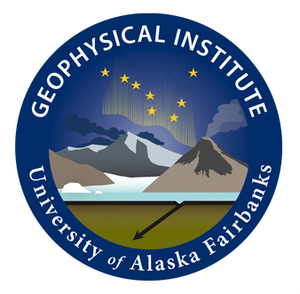 GEOPHYSICAL INSTITUTE
University of Alaska Fairbanks